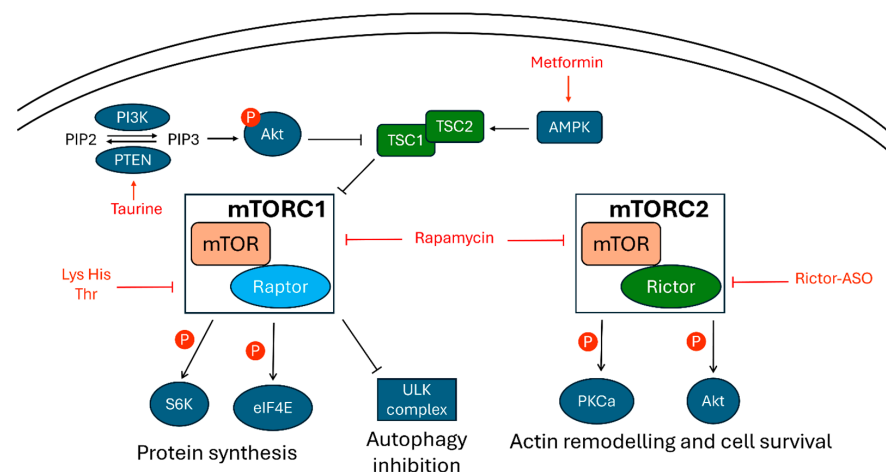 Metformin
PI3K
P
PIP2
PIP3
Akt
TSC1
TSC2
AMPK
PTEN
Taurine
mTORC1
mTORC2
mTOR
Rapamycin
mTOR
Lys His
Thr
Raptor
Rictor
Rictor-ASO
P
P
P
P
S6K
eIF4E
ULK
complex
PKCa
Akt
Protein synthesis
Autophagy
inhibition
Actin remodelling and cell survival